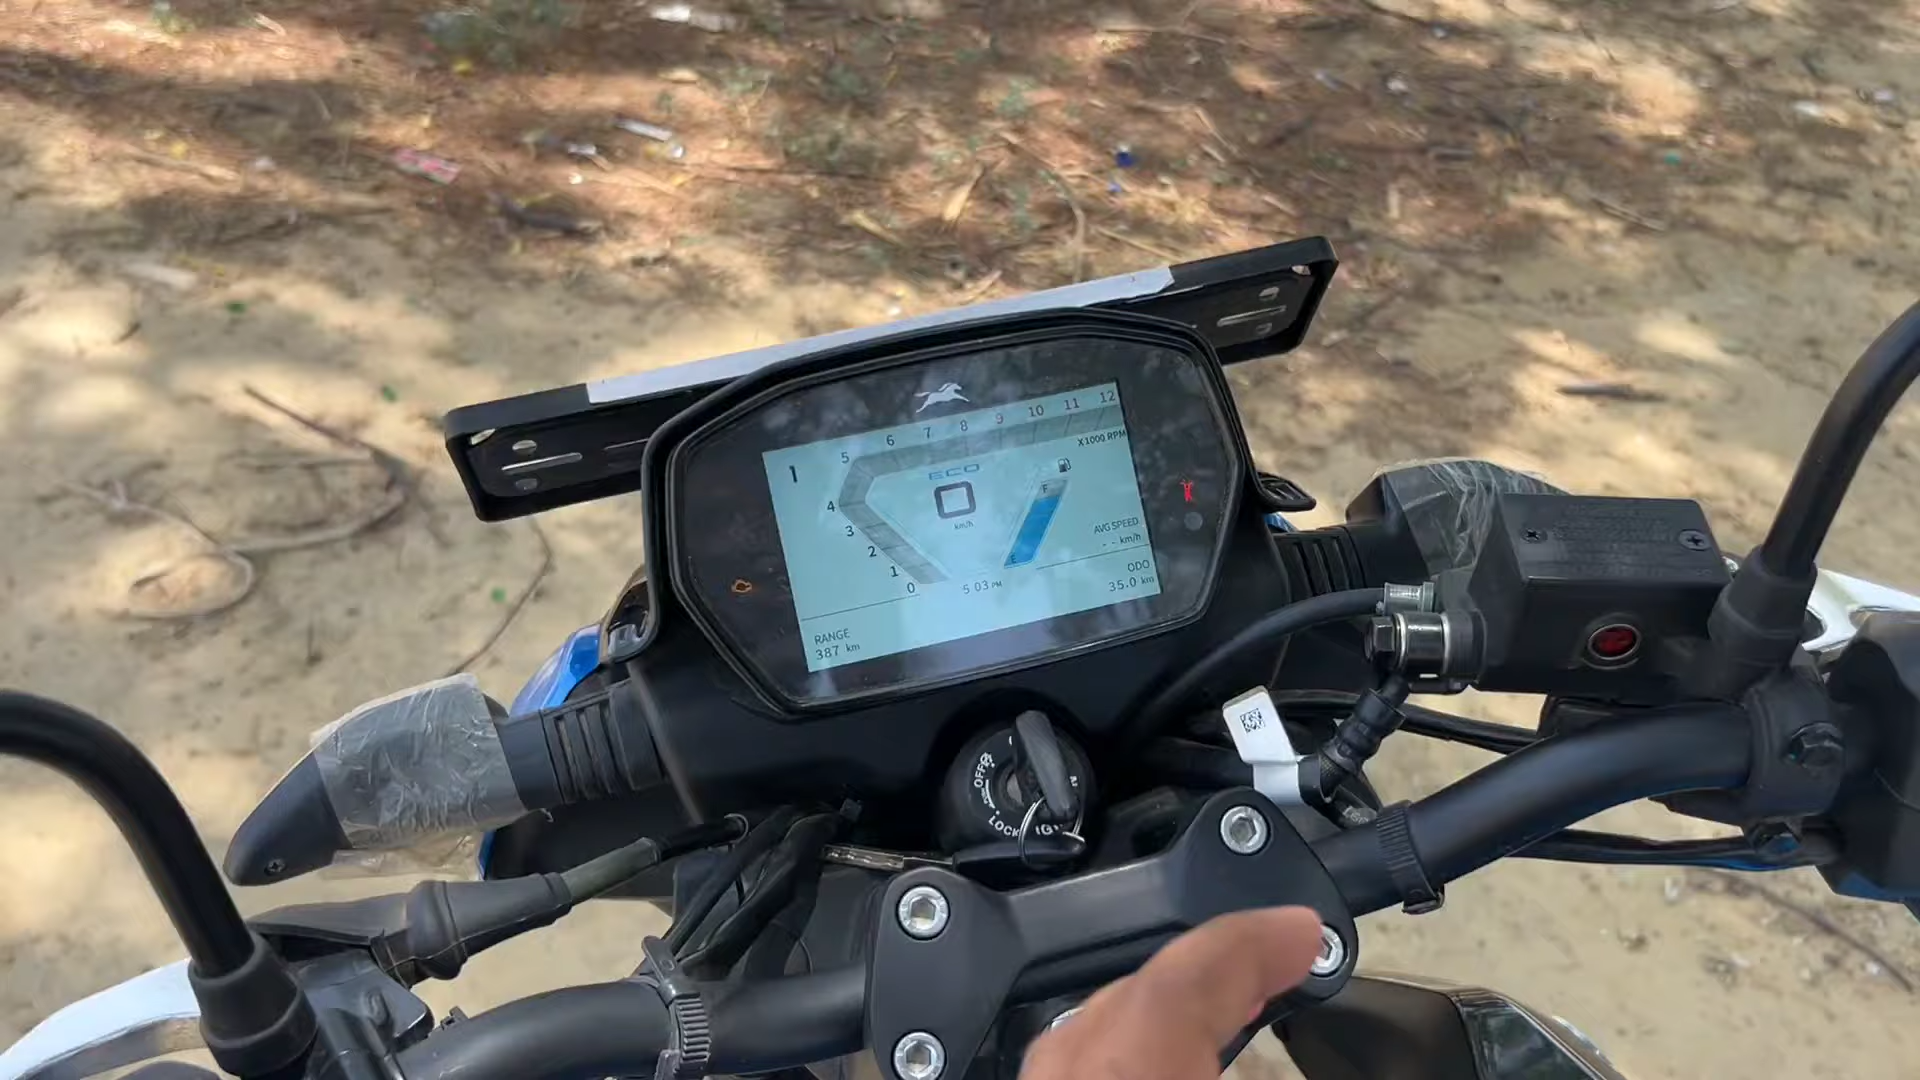 5 6 7 8 9 10 11 12
X1000 RPM
1
ECO
0
km/h
F
E
4
3
2
1
0
AVG SPEED
- - km/h
ODO
35.0 km
5 03 PM
RANGE
387 km
OFF
LOCK
IGN